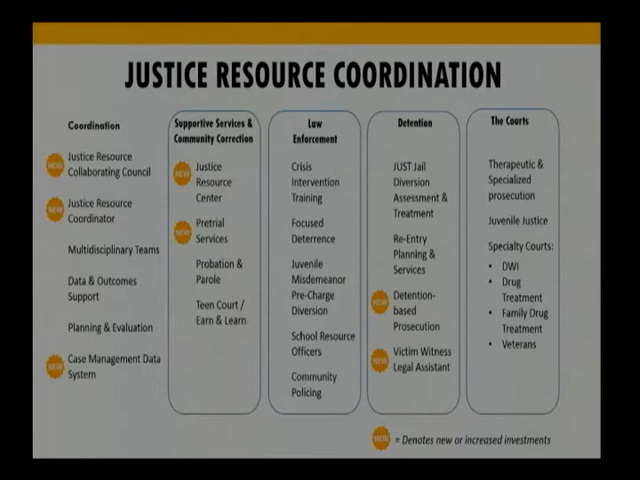 JUSTICE RESOURCE COORDINATION
Coordination
NEW
Justice Resource
Collaborating Council
NEW
Justice Resource
Coordinator
Multidisciplinary Teams
Data & Outcomes
Support
Planning & Evaluation
NEW
Case Management Data
System
Supportive Services &
Community Correction
NEW
Justice
Resource
Center
NEW
Pretrial
Services
Probation &
Parole
Teen Court /
Earn & Learn
Law
Enforcement
Crisis
Intervention
Training
Focused
Deterrence
Juvenile
Misdemeanor
Pre-Charge
Diversion
School Resource
Officers
Community
Policing
Detention
JUST Jail
Diversion
Assessment &
Treatment
Re-Entry
Planning &
Services
NEW
Detention-
based
Prosecution
NEW
Victim Witness
Legal Assistant
The Courts
Therapeutic &
Specialized
prosecution
Juvenile Justice
Specialty Courts:
• DWI
• Drug
Treatment
• Family Drug
Treatment
• Veterans
NEW = Denotes new or increased investments